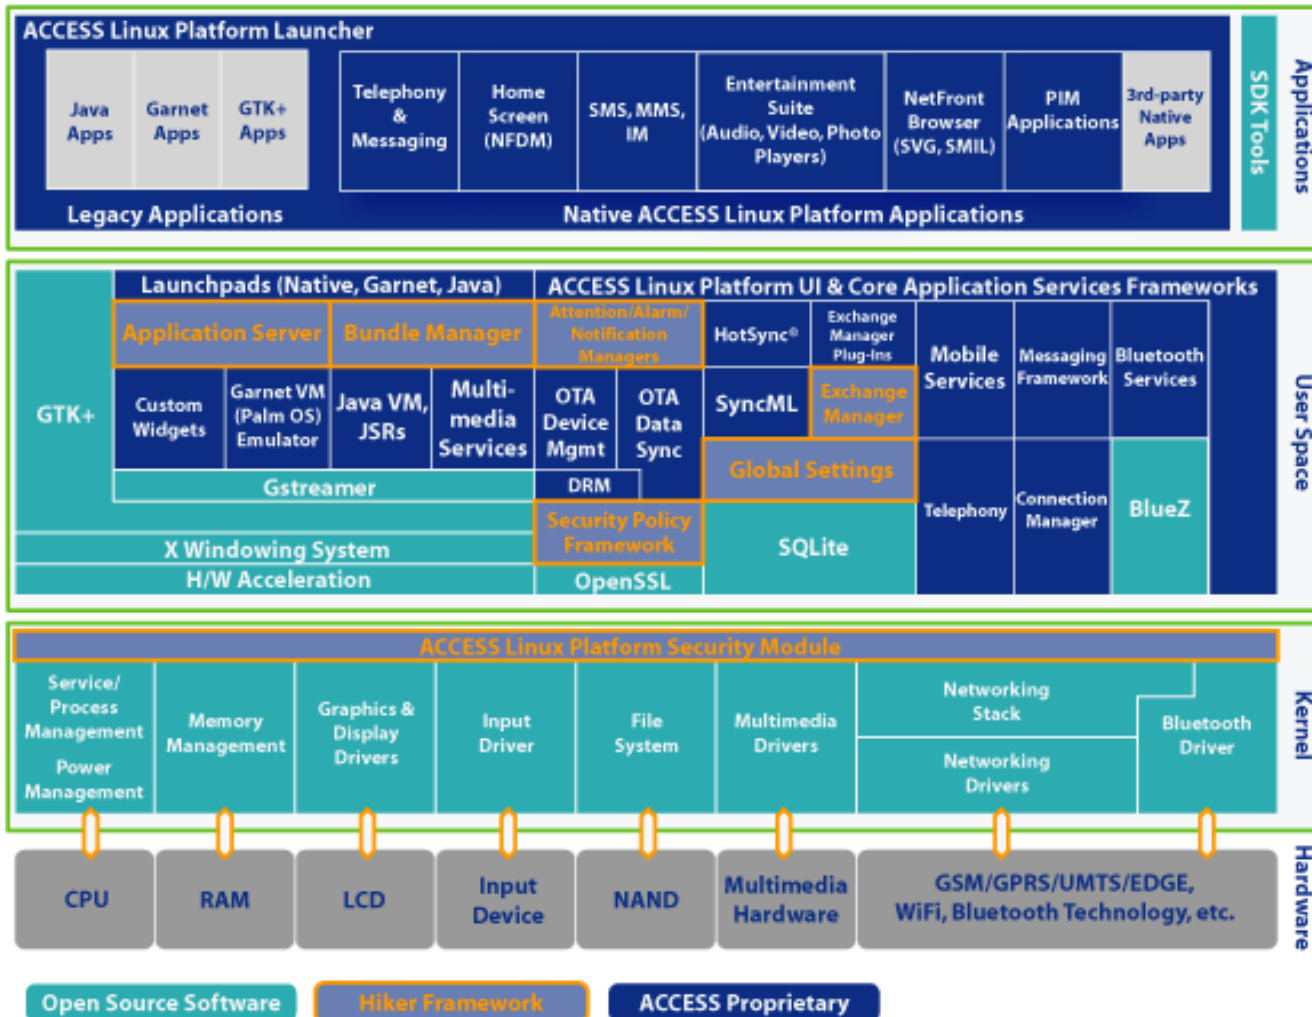 ACCESS Linux Platform Launcher
Java
Apps
Garnet
Apps
GTK+
Apps
Legacy Applications
Telephony
&
Messaging
Home
Screen
(NFDM)
SMS, MMS,
IM
Entertainment
Suite
(Audio, Video, Photo
Players)
NetFront
Browser
(SVG, SMIL)
PIM
Applications
3rd-party
Native
Apps
Native ACCESS Linux Platform Applications
SDK Tools
Applications
GTK+
Launchpads (Native, Garnet, Java)
ACCESS Linux Platform UI & Core Application Services Frameworks
Application Server
Bundle Manager
Attention/Alarm/
Notification
Managers
HotSync®
Exchange
Manager
Plug-Ins
Mobile
Services
Messaging
Framework
Bluetooth
Services
Custom
Widgets
Garnet VM
(Palm OS)
Emulator
Java VM,
JSRs
Multi-
media
Services
OTA
Device
Mgmt
OTA
Data
Sync
SyncML
Exchange
Manager
Global Settings
Gstreamer
DRM
Telephony
Connection
Manager
BlueZ
Security Policy
Framework
SQLite
X Windowing System
H/W Acceleration
OpenSSL
User Space
ACCESS Linux Platform Security Module
Service/
Process
Management
Power
Management
Memory
Management
Graphics &
Display
Drivers
Input
Driver
File
System
Multimedia
Drivers
Networking
Stack
Networking
Drivers
Bluetooth
Driver
Kernel
CPU
RAM
LCD
Input
Device
NAND
Multimedia
Hardware
GSM/GPRS/UMTS/EDGE,
WiFi, Bluetooth Technology, etc.
Hardware
Open Source Software
Hiker Framework
ACCESS Proprietary